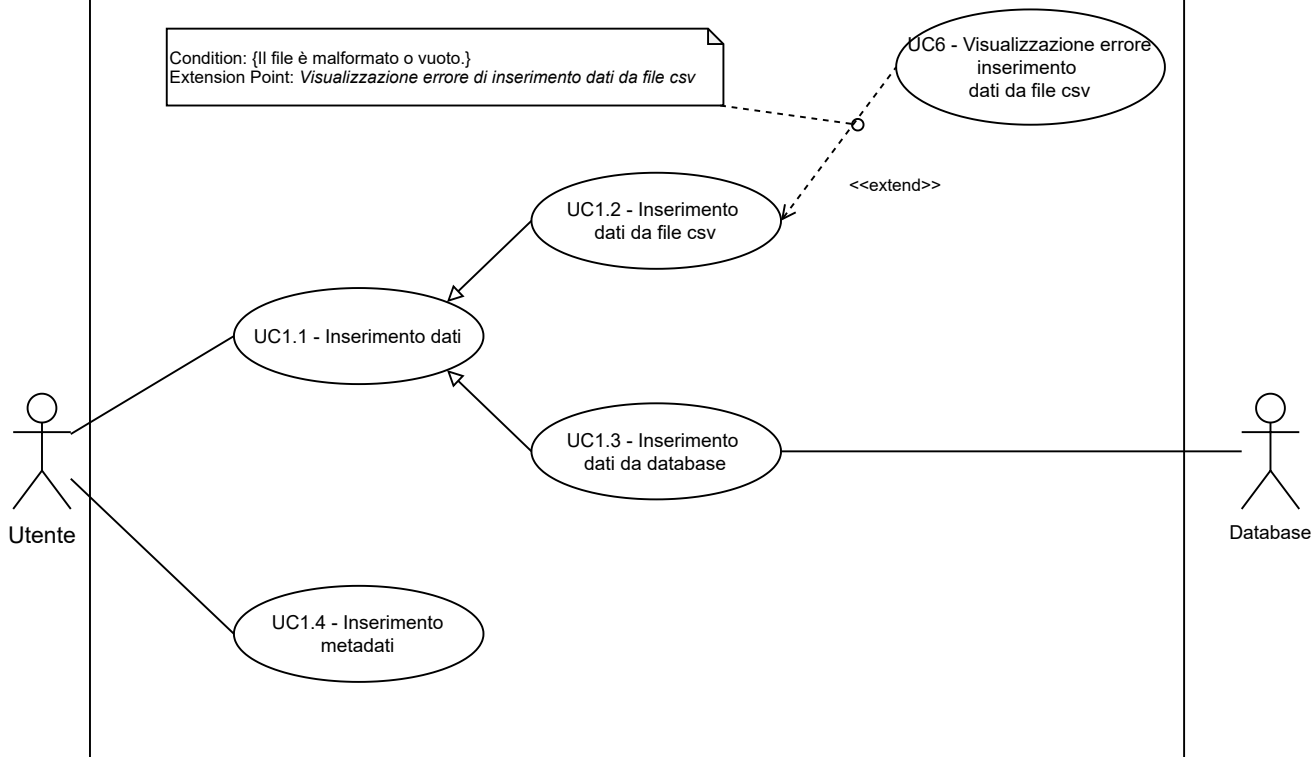 Condition: {Il file è malformato o vuoto.}
Extension Point: Visualizzazione errore di inserimento dati da file csv
UC6 - Visualizzazione errore
inserimento
dati da file csv
<<extend>>
UC1.2 - Inserimento
dati da file csv
UC1.1 - Inserimento dati
UC1.3 - Inserimento
dati da database
Utente
Database
UC1.4 - Inserimento
metadati